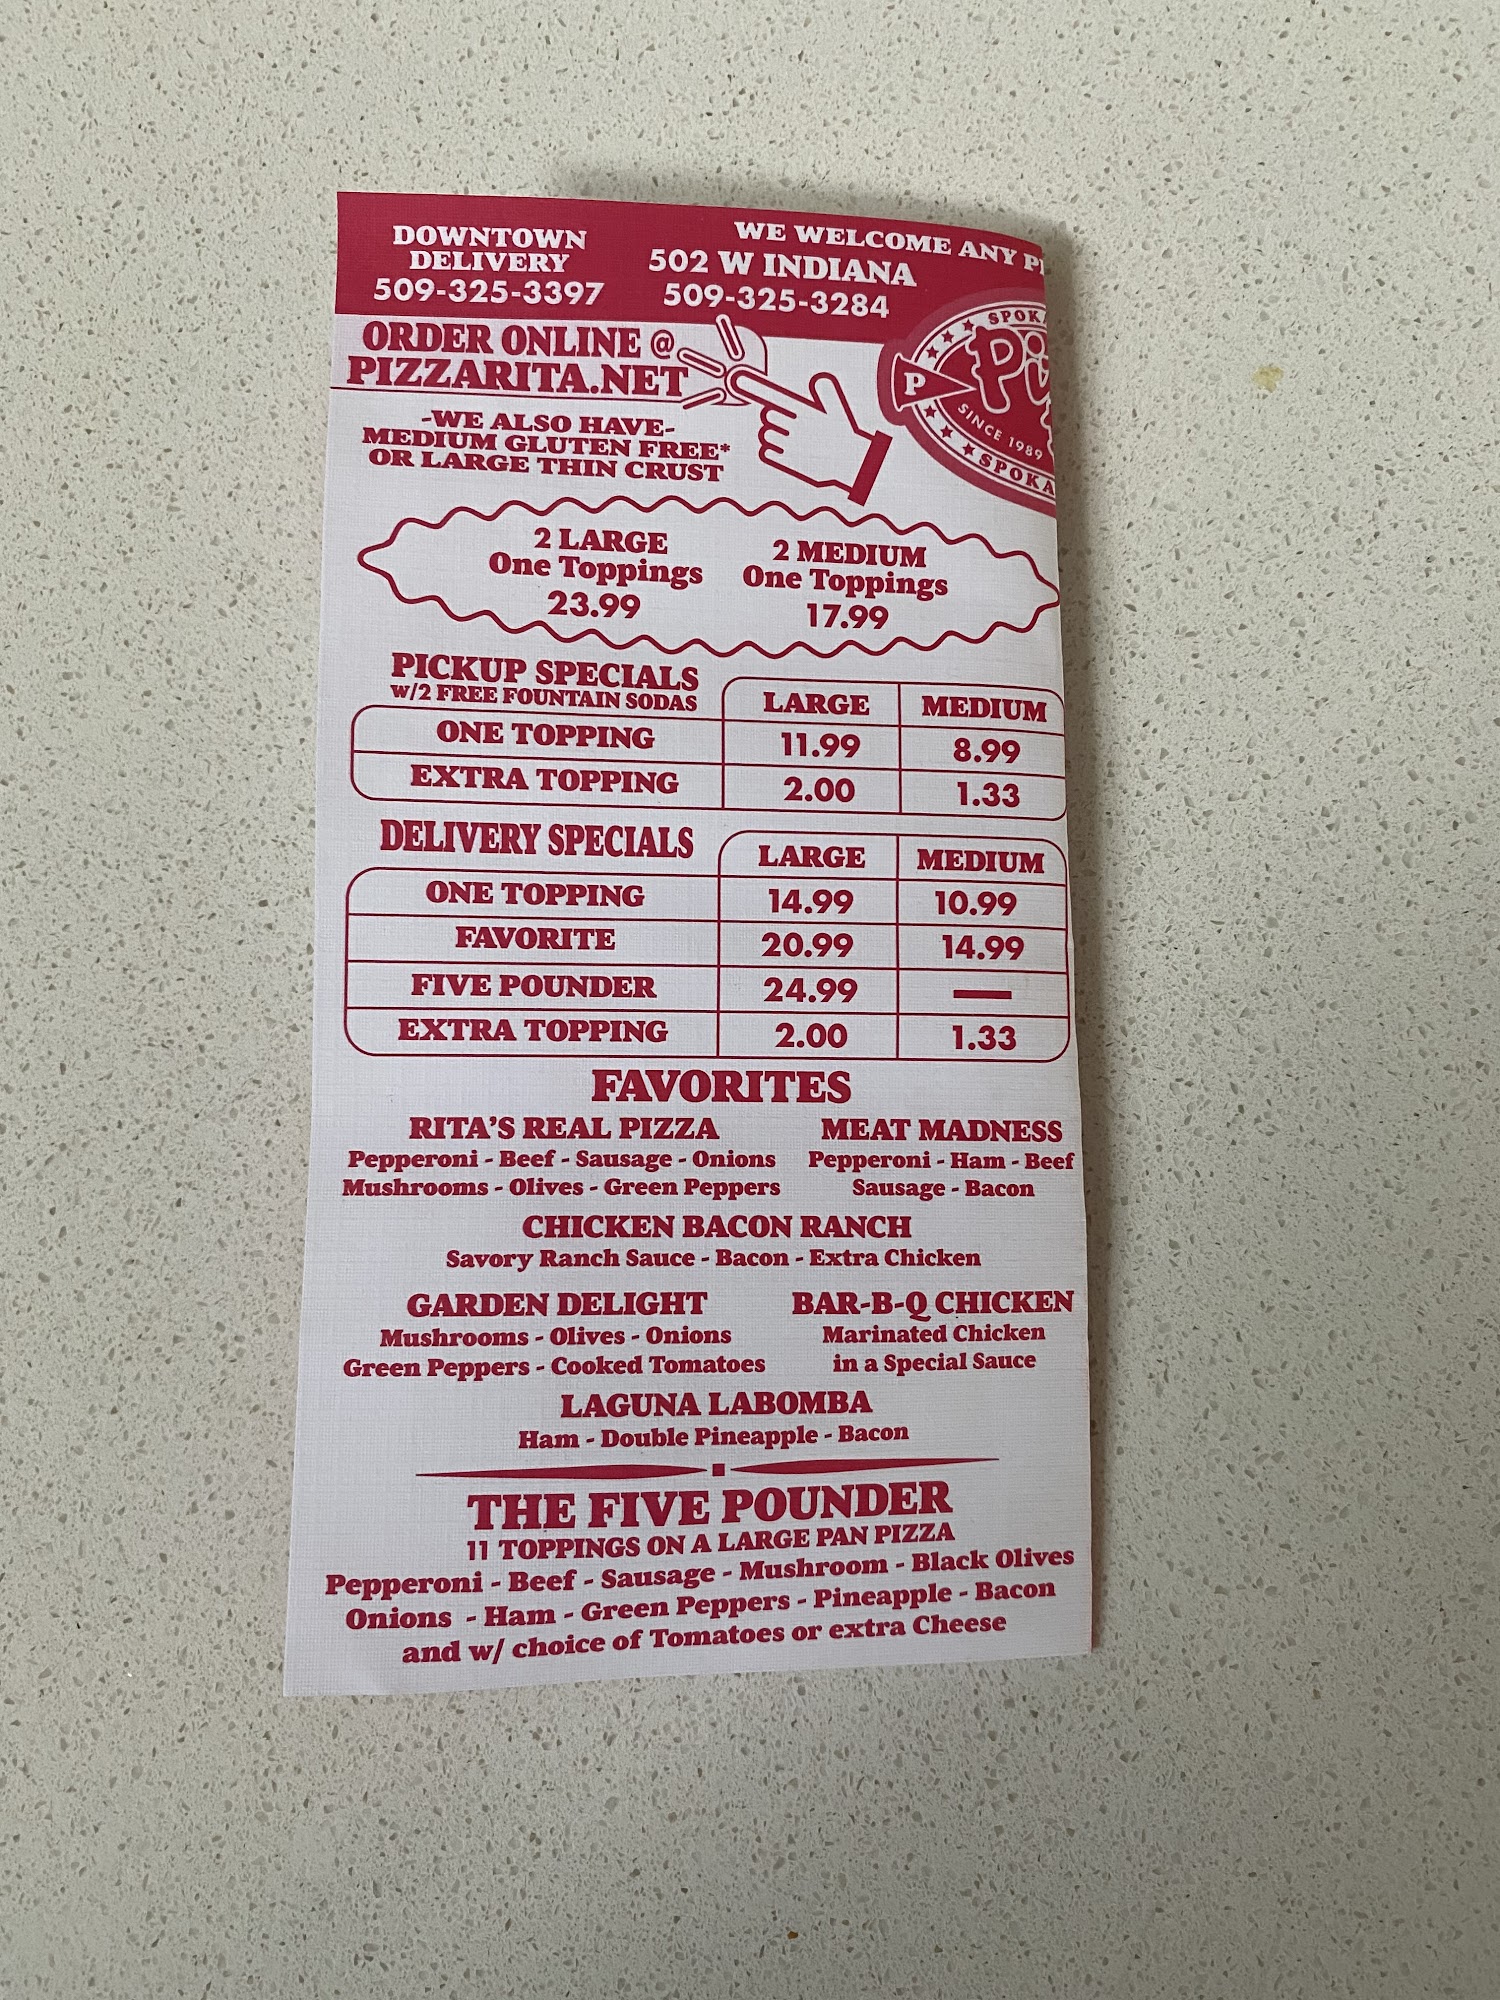 DOWNTOWN
DELIVERY
509-325-3397
WE WELCOME ANY
502 W INDIANA
509-325-3284
ORDER ONLINE @
PIZZARITA.NET
-WE ALSO HAVE-
MEDIUM GLUTEN FREE*
OR LARGE THIN CRUST
P
SINCE 1989
2 LARGE
One Toppings
23.99
2 MEDIUM
One Toppings
17.99
PICKUP SPECIALS
W/2 FREE FOUNTAIN SODAS
LARGE MEDIUM
ONE TOPPING 11.99 8.99
EXTRA TOPPING 2.00 1.33
DELIVERY SPECIALS
LARGE MEDIUM
ONE TOPPING 14.99 10.99
FAVORITE 20.99 14.99
FIVE POUNDER 24.99 —
EXTRA TOPPING 2.00 1.33
FAVORITES
RITA'S REAL PIZZA
Pepperoni - Beef - Sausage - Onions
Mushrooms - Olives - Green Peppers
MEAT MADNESS
Pepperoni - Ham - Beef
Sausage - Bacon
CHICKEN BACON RANCH
Savory Ranch Sauce - Bacon - Extra Chicken
GARDEN DELIGHT
Mushrooms - Olives - Onions
Green Peppers - Cooked Tomatoes
BAR-B-Q CHICKEN
Marinated Chicken
in a Special Sauce
LAGUNA LABOMBA
Ham - Double Pineapple - Bacon
THE FIVE POUNDER
11 TOPPINGS ON A LARGE PAN PIZZA
Pepperoni - Beef - Sausage - Mushroom - Black Olives
Onions - Ham - Green Peppers - Pineapple - Bacon
and w/ choice of Tomatoes or extra Cheese